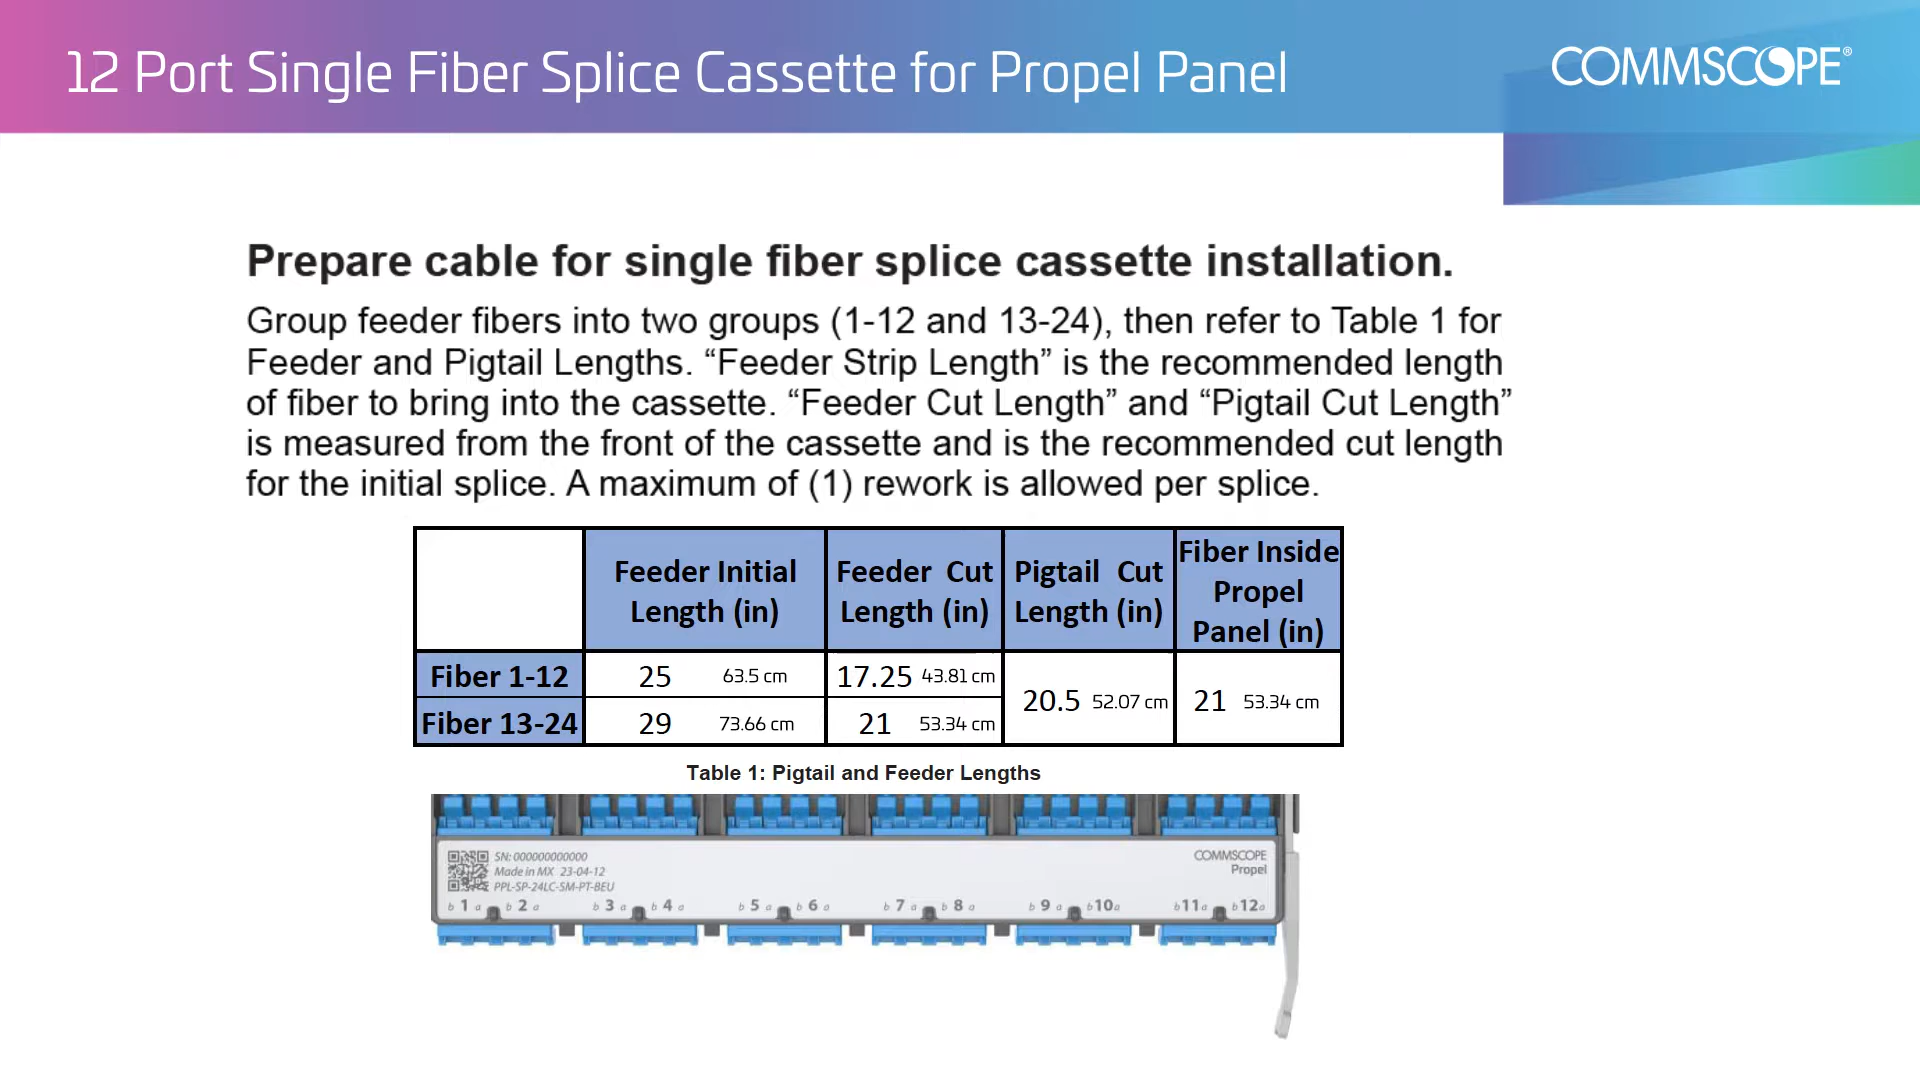 12 Port Single Fiber Splice Cassette for Propel Panel
COMMSCOPE®
Prepare cable for single fiber splice cassette installation.
Group feeder fibers into two groups (1-12 and 13-24), then refer to Table 1 for
Feeder and Pigtail Lengths. “Feeder Strip Length” is the recommended length
of fiber to bring into the cassette. “Feeder Cut Length” and “Pigtail Cut Length”
is measured from the front of the cassette and is the recommended cut length
for the initial splice. A maximum of (1) rework is allowed per splice.
Feeder Initial Length (in) Feeder Cut Length (in) Pigtail Cut Length (in) Fiber Inside Propel Panel (in)
Fiber 1-12 25 63.5 cm 17.25 43.81 cm 20.5 52.07 cm 21 53.34 cm
Fiber 13-24 29 73.66 cm 21 53.34 cm
Table 1: Pigtail and Feeder Lengths
SN: 000000000000
Made in MX 23-04-12
PPL-SP-24LC-SM-PT-BEU
COMMSCOPE
Propel
b 1 a b 2 a b 3 a b 4 a b 5 a b 6 a b 7 a b 8 a b 9 a b 10 a b 11 a b 12 a